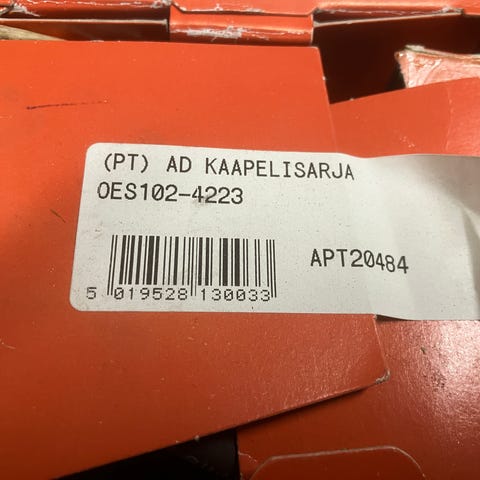 (PT) AD KAAPELISARJA
OES102-4223
APT20484
5 019528 130033